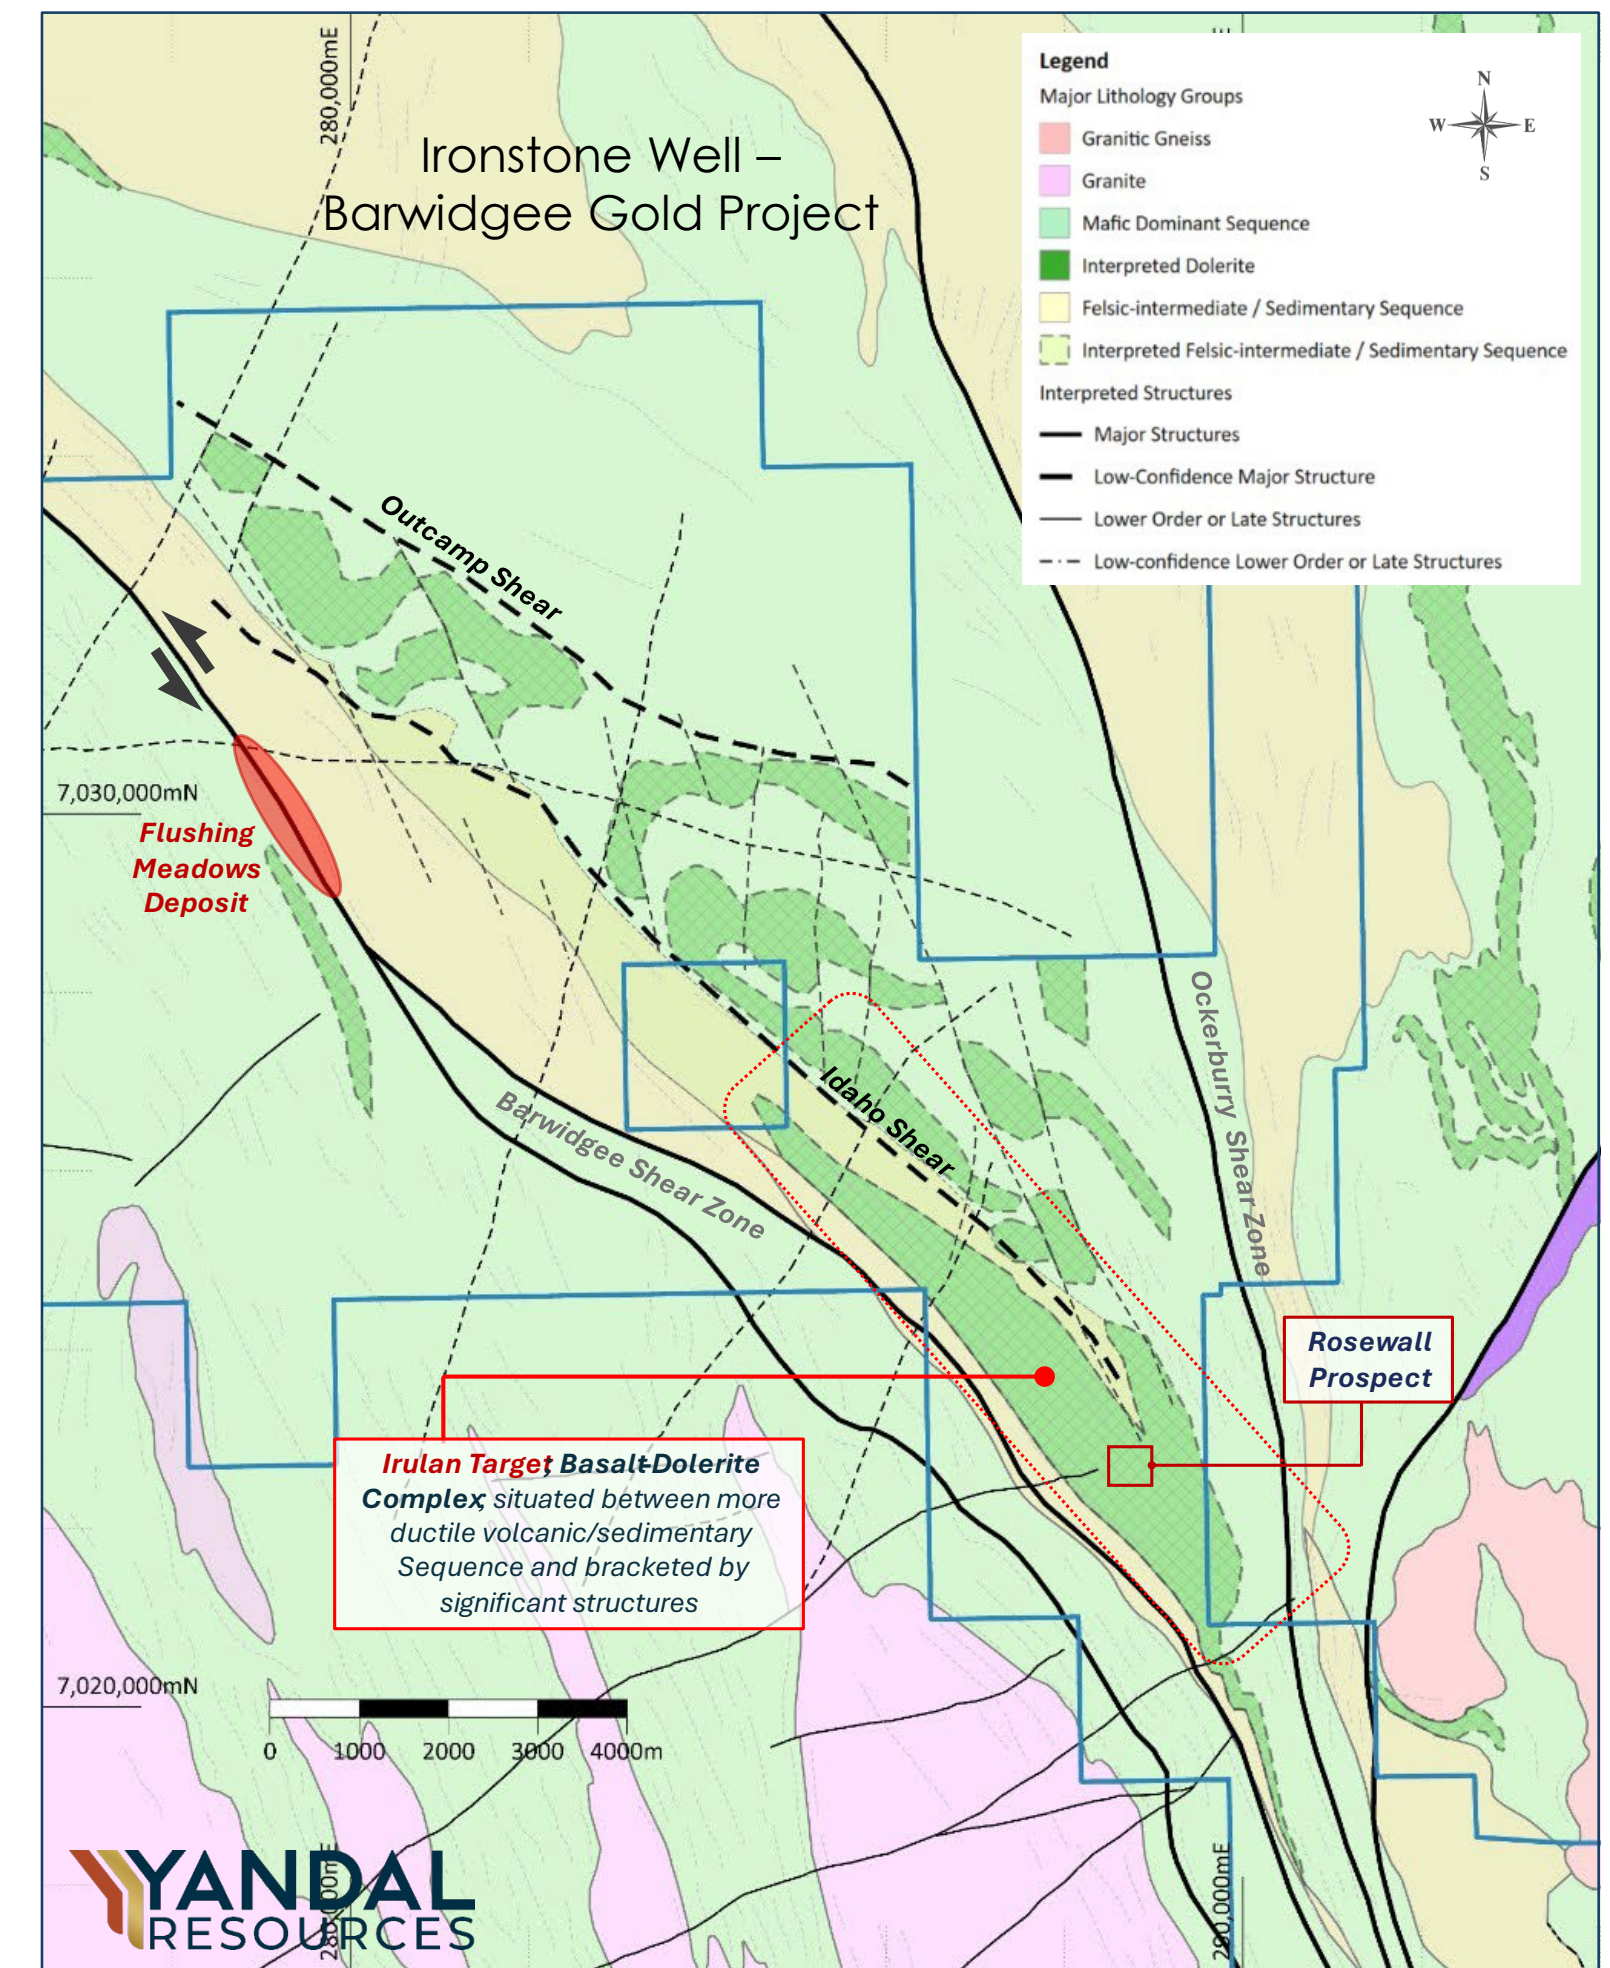 280,000mE
Ironstone Well –
Barwidgee Gold Project
Legend
Major Lithology Groups
Granitic Gneiss
Granite
Mafic Dominant Sequence
Interpreted Dolerite
Felsic-intermediate / Sedimentary Sequence
Interpreted Felsic-intermediate / Sedimentary Sequence
Interpreted Structures
Major Structures
Low-Confidence Major Structure
Lower Order or Late Structures
Low-confidence Lower Order or Late Structures
N
W
E
S
Outcamp Shear
7,030,000mN
Flushing
Meadows
Deposit
Ockerburry Shear Zone
Idaho Shear
Barwidgee Shear Zone
Rosewall
Prospect
Irulan Target; Basalt-Dolerite
Complex; situated between more
ductile volcanic/sedimentary
Sequence and bracketed by
significant structures
7,020,000mN
0 1000 2000 3000 4000m
YANDAL
RESOURCES
280,000mE
290,000mE